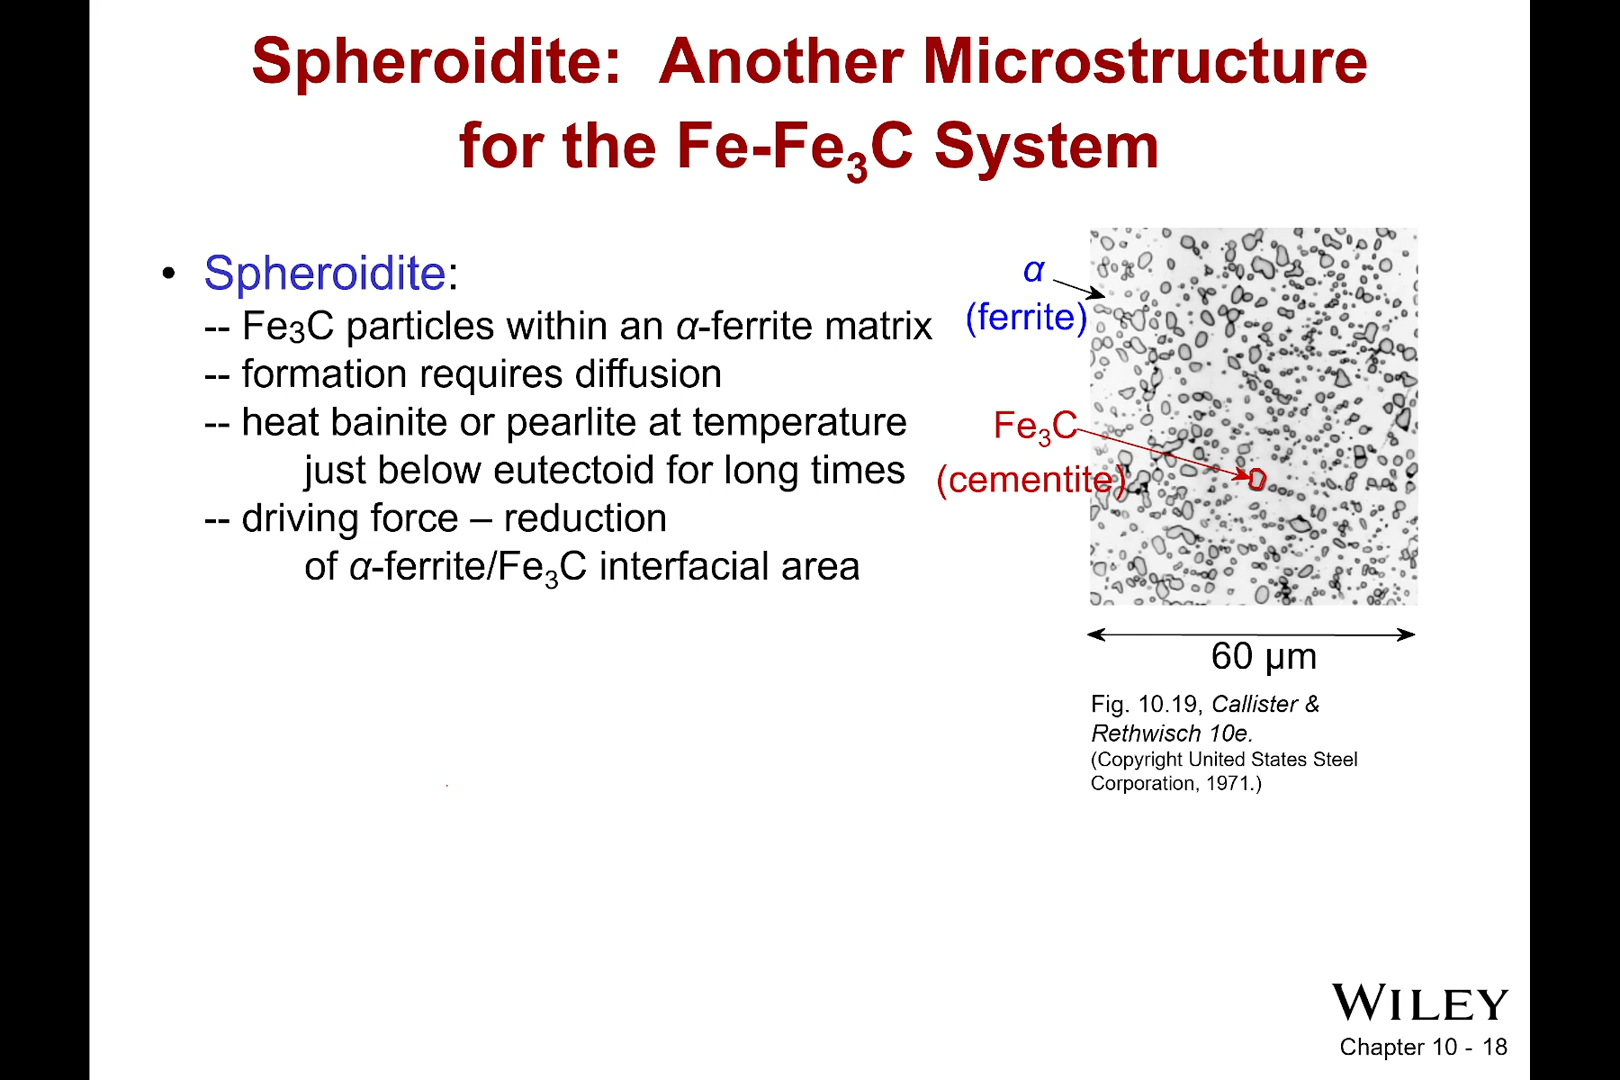 Spheroidite: Another Microstructure
for the Fe-Fe₃C System
• Spheroidite:
-- Fe3C particles within an α-ferrite matrix
-- formation requires diffusion
-- heat bainite or pearlite at temperature
just below eutectoid for long times
-- driving force – reduction
of α-ferrite/Fe₃C interfacial area
α
(ferrite)
Fe₃C
(cementite)
60 μm
Fig. 10.19, Callister &
Rethwisch 10e.
(Copyright United States Steel
Corporation, 1971.)
WILEY
Chapter 10 - 18